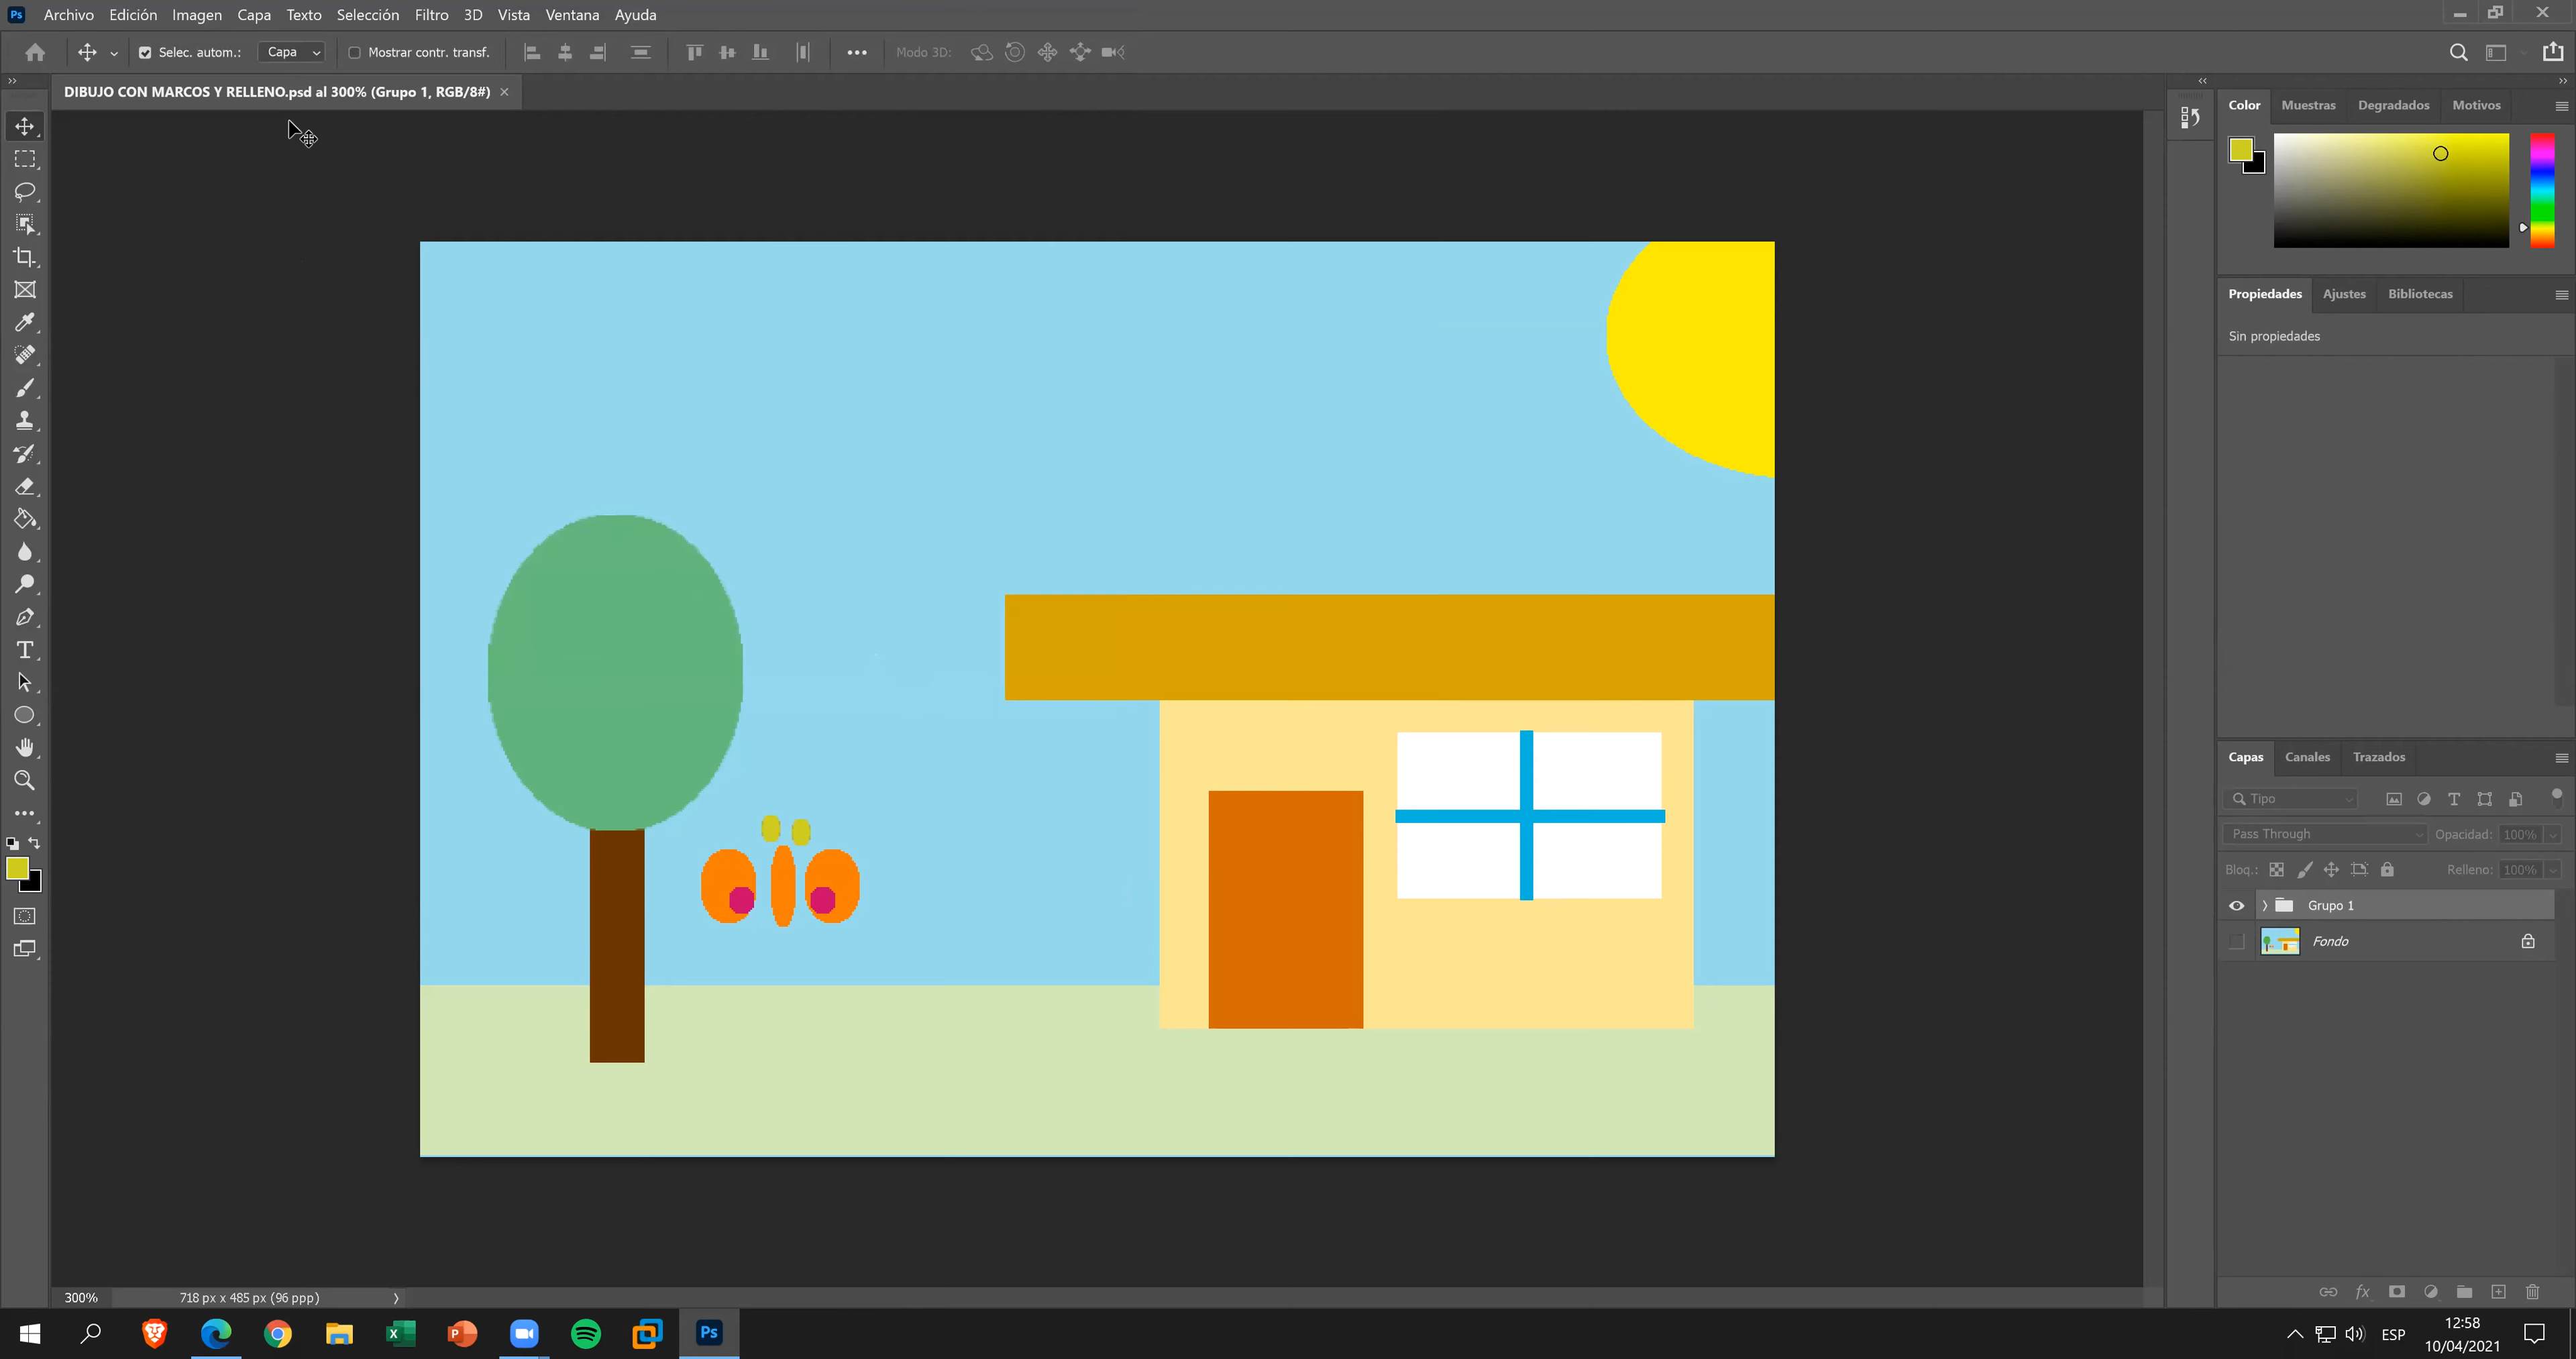 Ps Archivo Edición Imagen Capa Texto Selección Filtro 3D Vista Ventana Ayuda
Selec. autom.: Capa Mostrar contr. transf. Modo 3D:
DIBUJO CON MARCOS Y RELLENO.psd al 300% (Grupo 1, RGB/8#)
Color Muestras Degradados Motivos
Propiedades Ajustes Bibliotecas
Sin propiedades
Capas Canales Trazados
Tipo
Pass Through Opacidad: 100%
Bloq.: Relleno: 100%
Grupo 1
Fondo
fx
300% 718 px x 485 px (96 ppp)
Ps
ESP
12:58
10/04/2021